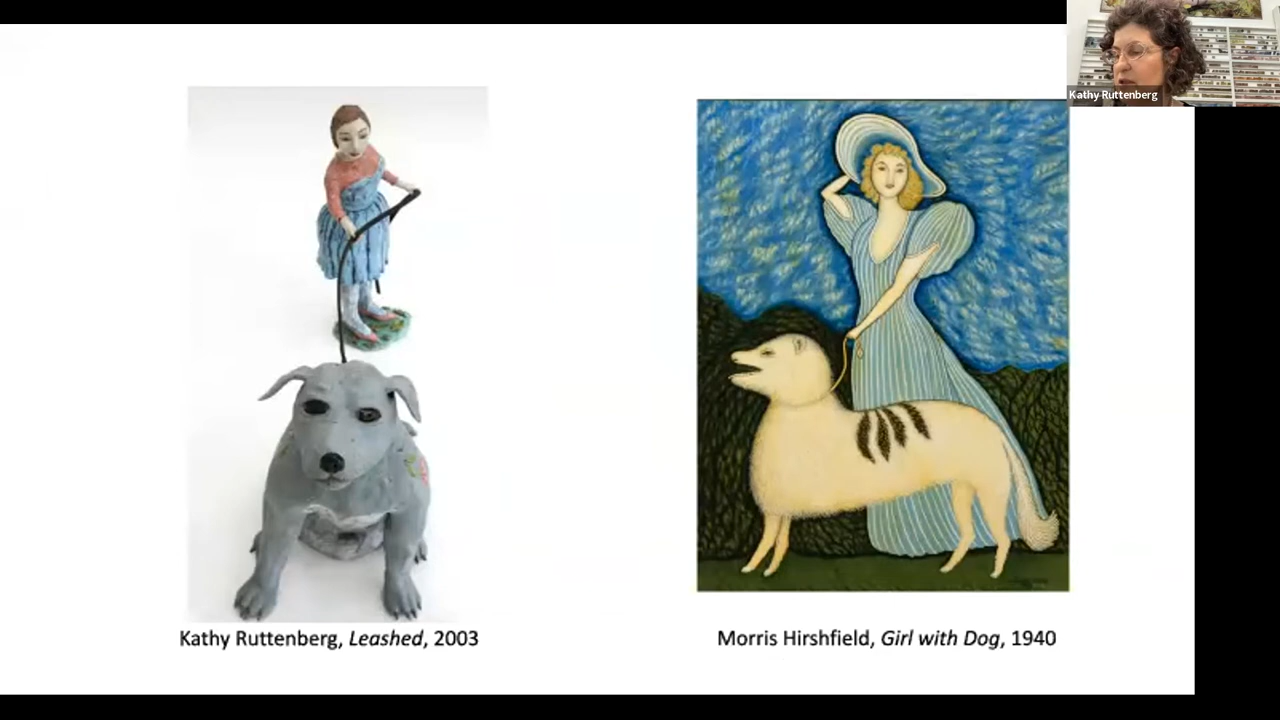 Kathy Ruttenberg
Kathy Ruttenberg, Leashed, 2003
Morris Hirshfield, Girl with Dog, 1940